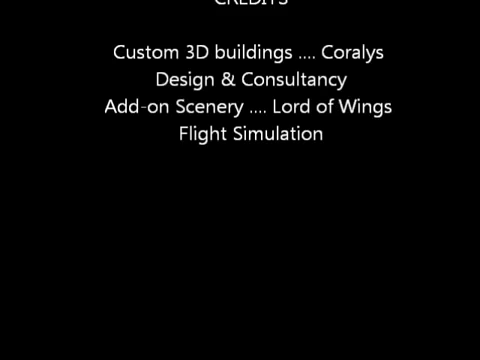 CREDITS
Custom 3D buildings .... Coralys
Design & Consultancy
Add-on Scenery .... Lord of Wings
Flight Simulation